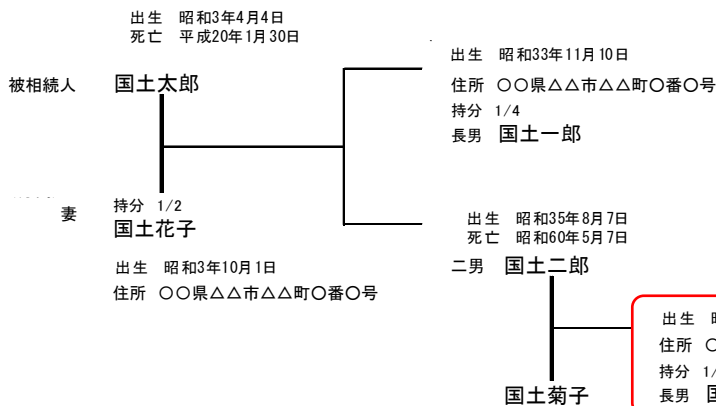 出生 昭和3年4月4日
死亡 平成20年1月30日
被相続人 国土太郎
出生 昭和33年11月10日
住所 〇〇県△△市△△町〇番〇号
持分 1/4
長男 国土一郎
妻 持分 1/2
国土花子
出生 昭和3年10月1日
住所 〇〇県△△市△△町〇番〇号
出生 昭和35年8月7日
死亡 昭和60年5月7日
二男 国土二郎
国土菊子
出生
住所 〇
持分 1/
長男